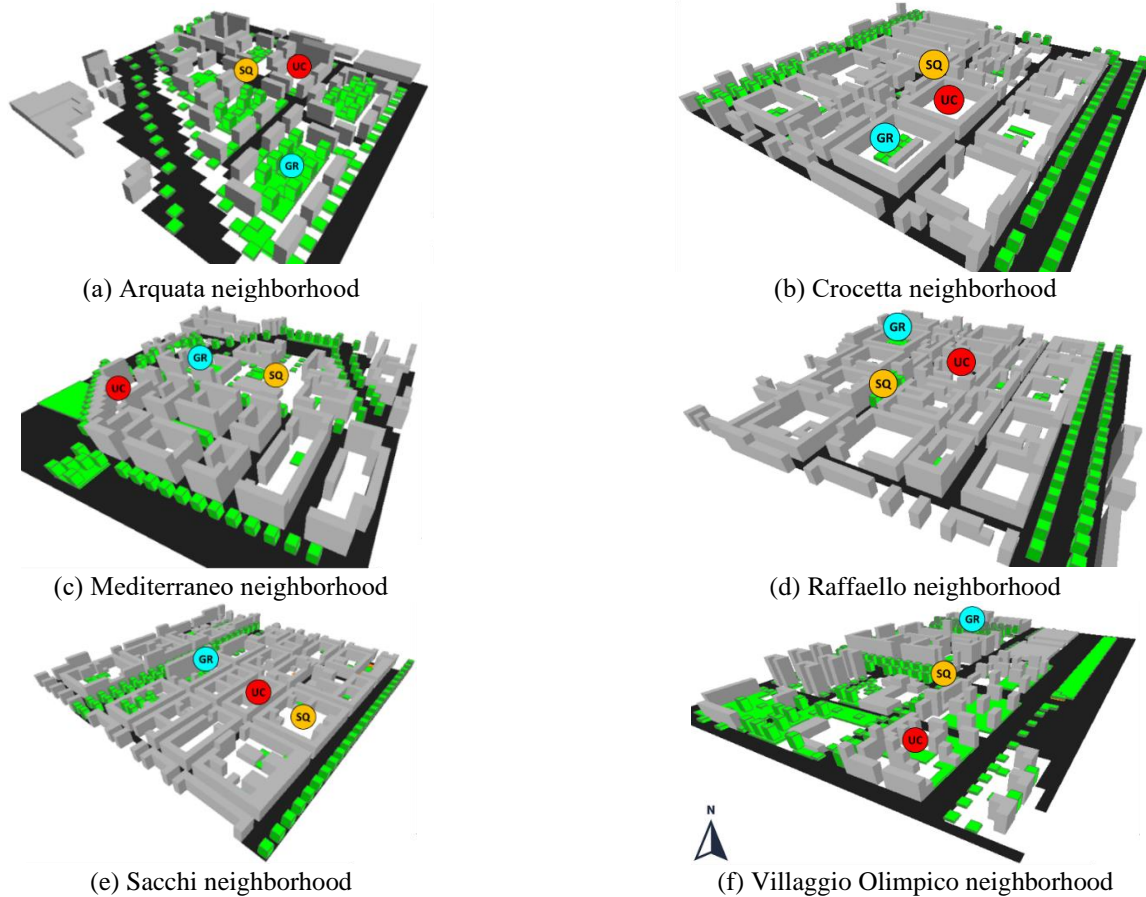 SQ UC
GR
SQ
UC
GR
(a) Arquata neighborhood
(b) Crocetta neighborhood
GR
SQ
UC
GR
UC
SQ
(c) Mediterraneo neighborhood
(d) Raffaello neighborhood
GR
UC
SQ
GR
SQ
UC
N
(e) Sacchi neighborhood
(f) Villaggio Olimpico neighborhood